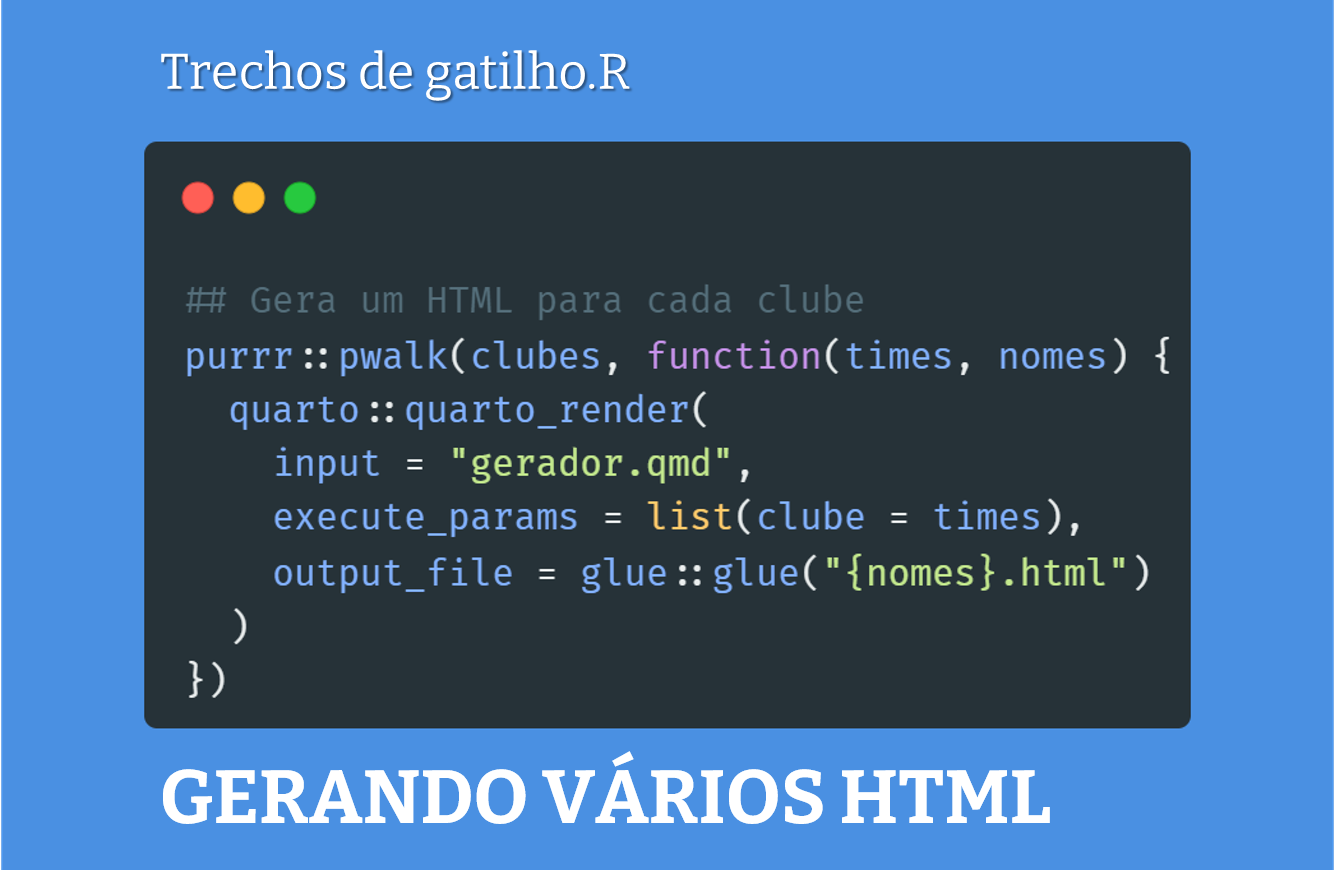 Trechos de gatilho.R
## Gera um HTML para cada clube
purrr::pwalk(clubes, function(times, nomes) {
  quarto::quarto_render(
    input = "gerador.qmd",
    execute_params = list(clube = times),
    output_file = glue::glue("{nomes}.html")
  )
})
GERANDO VÁRIOS HTML